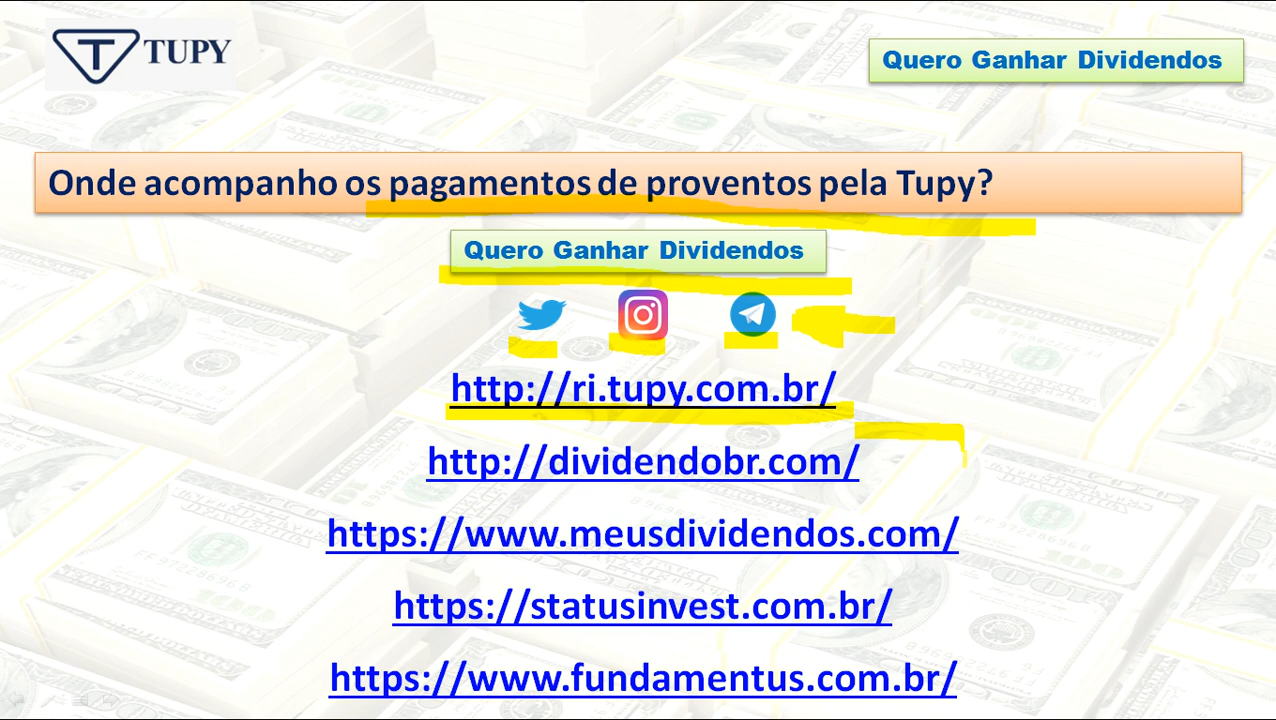 TUPY
Quero Ganhar Dividendos
Onde acompanho os pagamentos de proventos pela Tupy?
Quero Ganhar Dividendos
http://ri.tupy.com.br/
http://dividendobr.com/
https://www.meusdividendos.com/
https://statusinvest.com.br/
https://www.fundamentus.com.br/